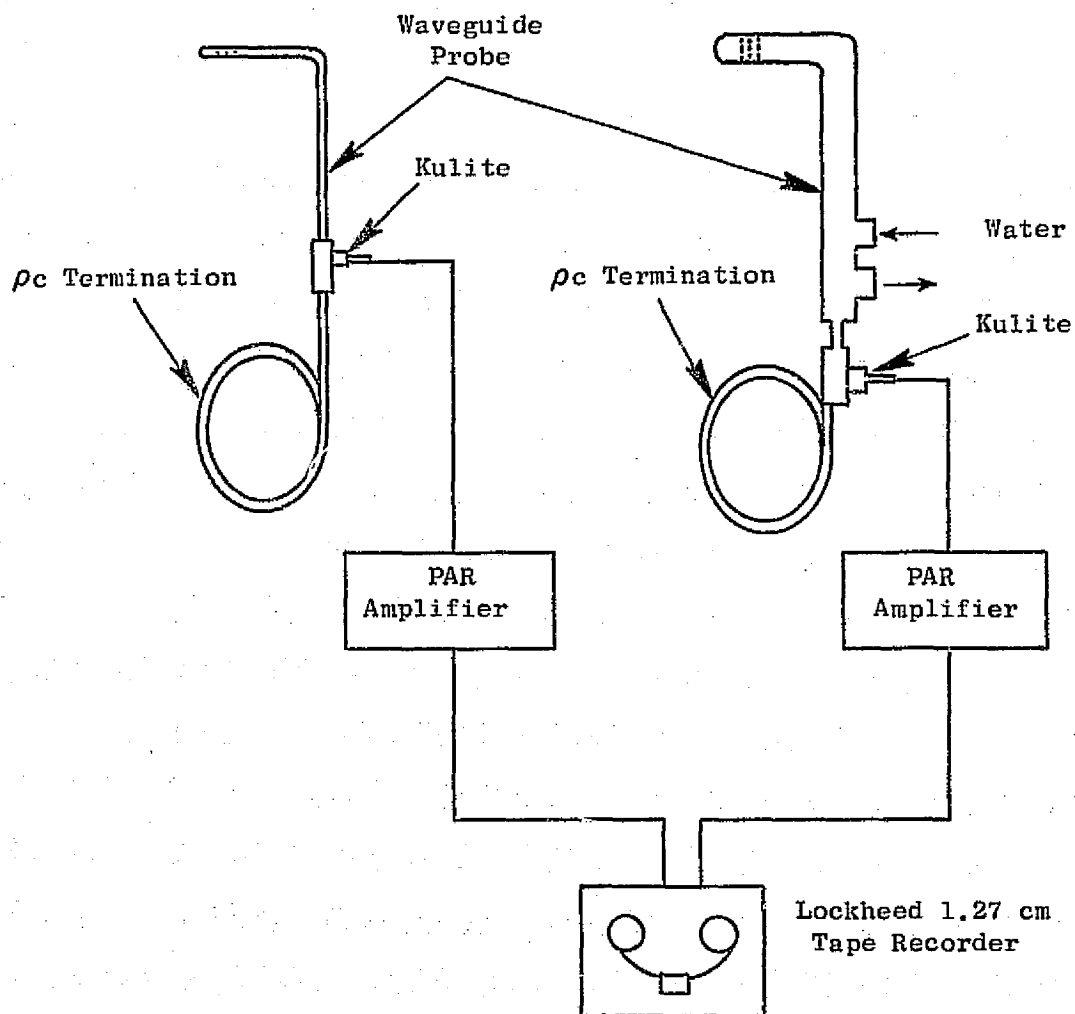 Waveguide
Probe
Kulite
Water
ρc Termination
ρc Termination
Kulite
PAR
Amplifier
PAR
Amplifier
Lockheed 1.27 cm
Tape Recorder